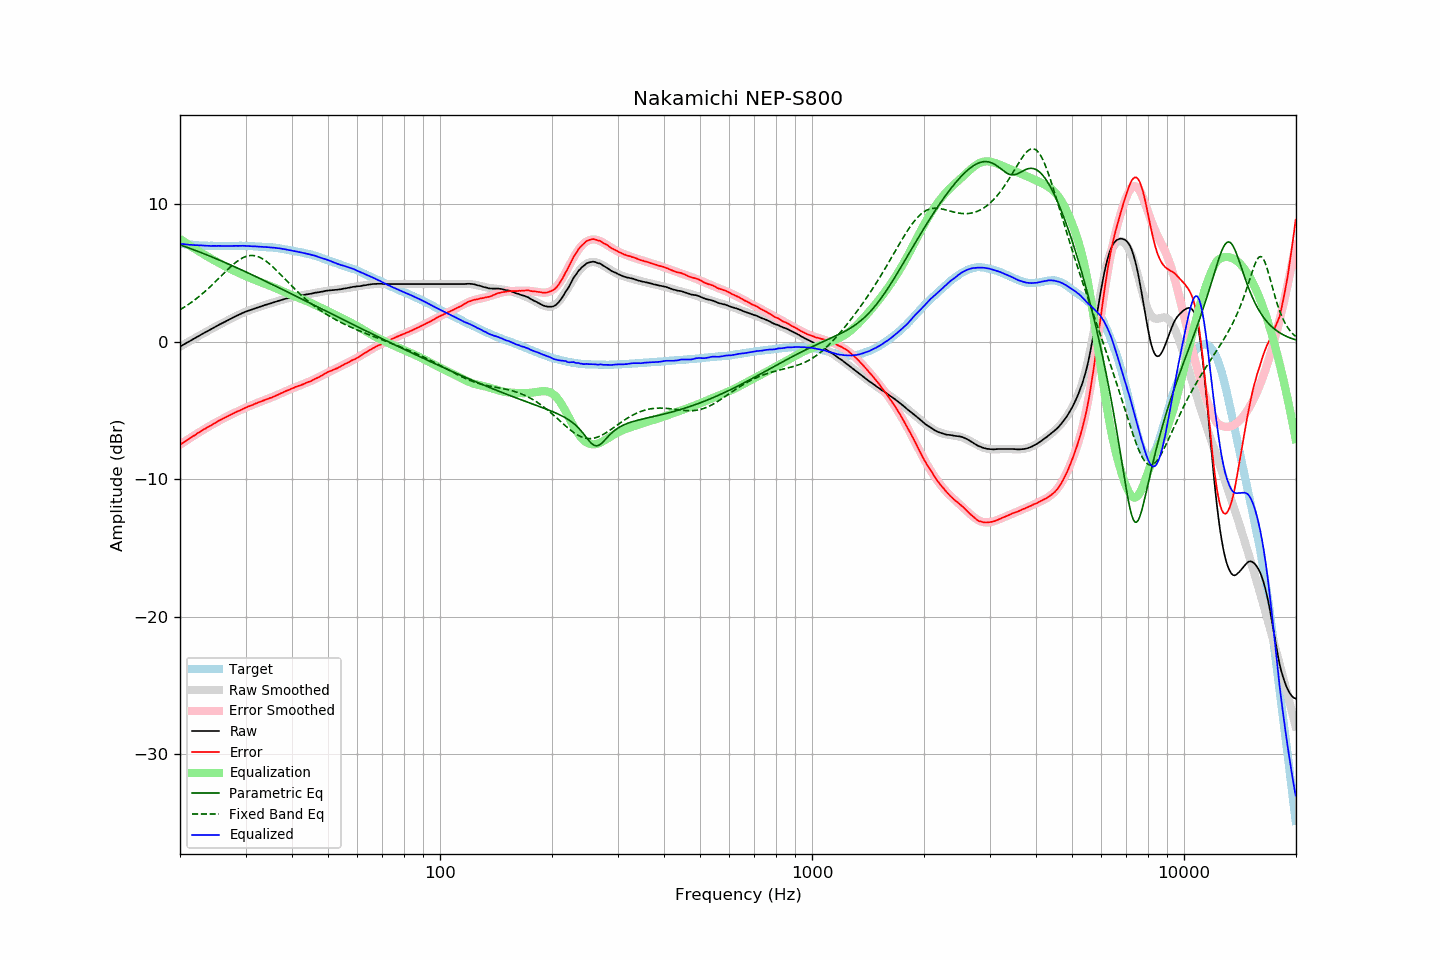 Nakamichi NEP-S800
Amplitude (dBr)
10
0
−10
−20
−30
Target
Raw Smoothed
Error Smoothed
Raw
Error
Equalization
Parametric Eq
Fixed Band Eq
Equalized
100
1000
10000
Frequency (Hz)